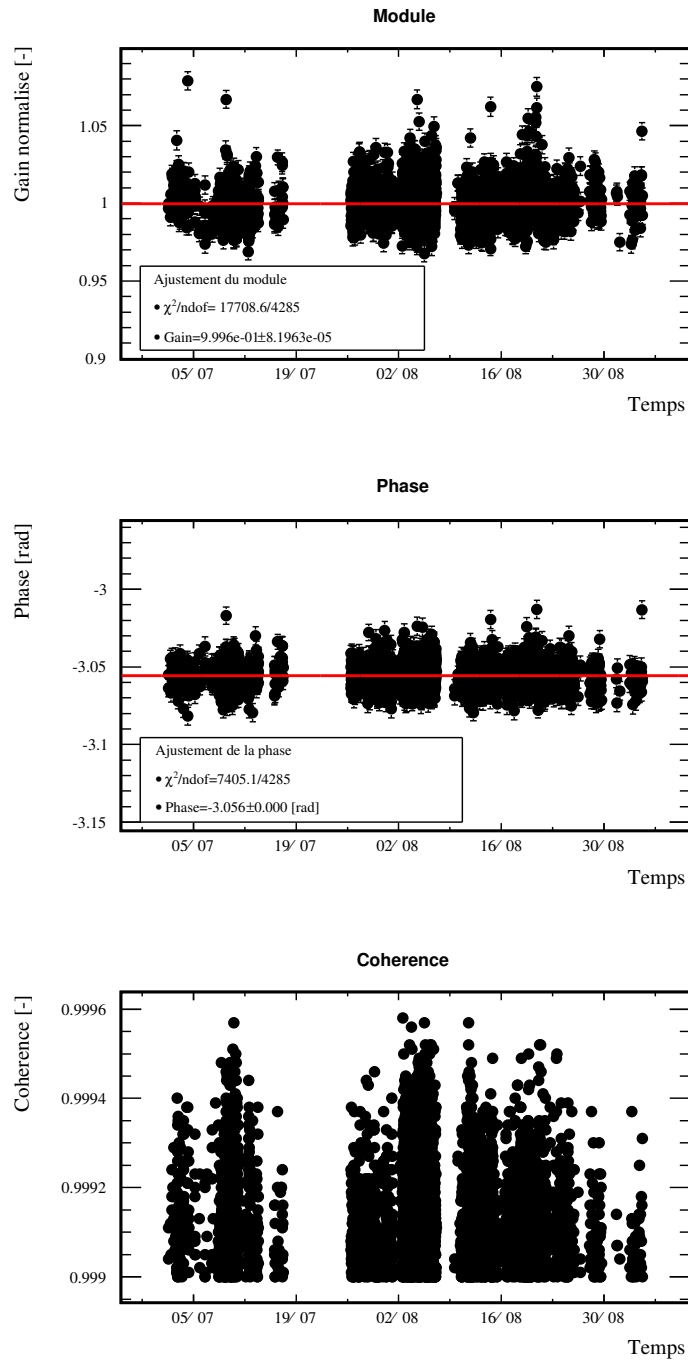 Module
Gain normalise [-]
1.05
1
0.95
0.9
Ajustement du module
• χ²/ndof= 17708.6/4285
• Gain=9.996e-01±8.1963e-05
05/ 07 19/ 07 02/ 08 16/ 08 30/ 08
Temps
Phase
Phase [rad]
-3
-3.05
-3.1
-3.15
Ajustement de la phase
• χ²/ndof=7405.1/4285
• Phase=-3.056±0.000 [rad]
05/ 07 19/ 07 02/ 08 16/ 08 30/ 08
Temps
Coherence
Coherence [-]
0.9996
0.9994
0.9992
0.999
05/ 07 19/ 07 02/ 08 16/ 08 30/ 08
Temps